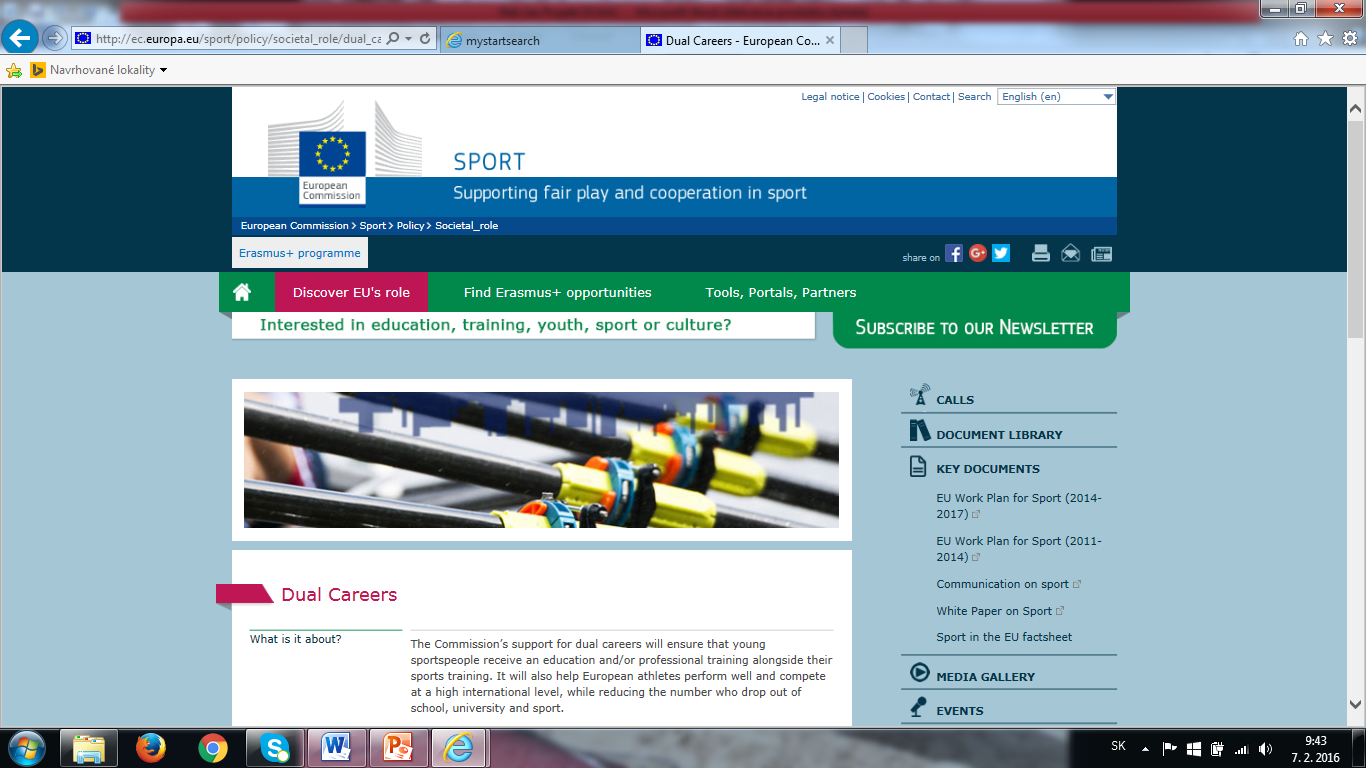 http://ec.europa.eu/sport/policy/societal_role/dual_ca
mystartsearch
Dual Careers - European Co...
Navrhované lokality
Legal notice | Cookies | Contact | Search
English (en)
European
Commission
SPORT
Supporting fair play and cooperation in sport
European Commission > Sport > Policy > Societal_role
Erasmus+ programme
share on
Discover EU's role
Find Erasmus+ opportunities
Tools, Portals, Partners
Interested in education, training, youth, sport or culture?
SUBSCRIBE TO OUR NEWSLETTER
CALLS
DOCUMENT LIBRARY
KEY DOCUMENTS
EU Work Plan for Sport (2014-
2017)
EU Work Plan for Sport (2011-
2014)
Communication on sport
White Paper on Sport
Sport in the EU factsheet
MEDIA GALLERY
EVENTS
Dual Careers
What is it about?
The Commission's support for dual careers will ensure that young
sportspeople receive an education and/or professional training alongside their
sports training. It will also help European athletes perform well and compete
at a high international level, while reducing the number who drop out of
school, university and sport.
SK
9:43
7. 2. 2016